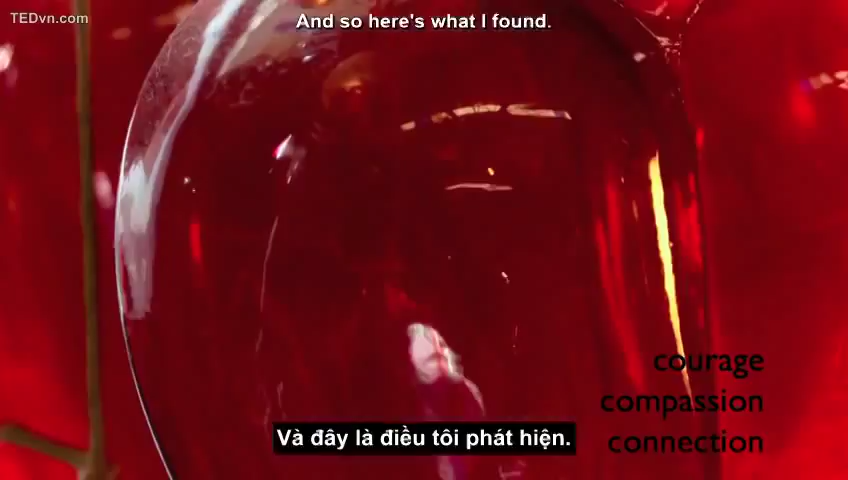 TEDvn.com
And so here's what I found.
courage
compassion
connection
Và đây là điều tôi phát hiện.